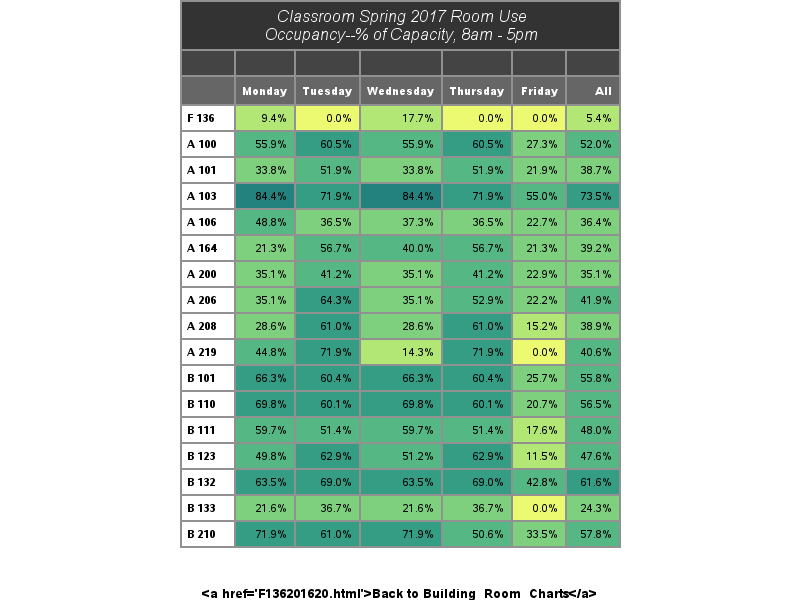 Classroom Spring 2017 Room Use
Occupancy--% of Capacity, 8am - 5pm
Monday Tuesday Wednesday Thursday Friday All
F 136 9.4% 0.0% 17.7% 0.0% 0.0% 5.4%
A 100 55.9% 60.5% 55.9% 60.5% 27.3% 52.0%
A 101 33.8% 51.9% 33.8% 51.9% 21.9% 38.7%
A 103 84.4% 71.9% 84.4% 71.9% 55.0% 73.5%
A 106 48.8% 36.5% 37.3% 36.5% 22.7% 36.4%
A 164 21.3% 56.7% 40.0% 56.7% 21.3% 39.2%
A 200 35.1% 41.2% 35.1% 41.2% 22.9% 35.1%
A 206 35.1% 64.3% 35.1% 52.9% 22.2% 41.9%
A 208 28.6% 61.0% 28.6% 61.0% 15.2% 38.9%
A 219 44.8% 71.9% 14.3% 71.9% 0.0% 40.6%
B 101 66.3% 60.4% 66.3% 60.4% 25.7% 55.8%
B 110 69.8% 60.1% 69.8% 60.1% 20.7% 56.5%
B 111 59.7% 51.4% 59.7% 51.4% 17.6% 48.0%
B 123 49.8% 62.9% 51.2% 62.9% 11.5% 47.6%
B 132 63.5% 69.0% 63.5% 69.0% 42.8% 61.6%
B 133 21.6% 36.7% 21.6% 36.7% 0.0% 24.3%
B 210 71.9% 61.0% 71.9% 50.6% 33.5% 57.8%
<a href='F136201620.html'>Back to Building_Room_Charts</a>